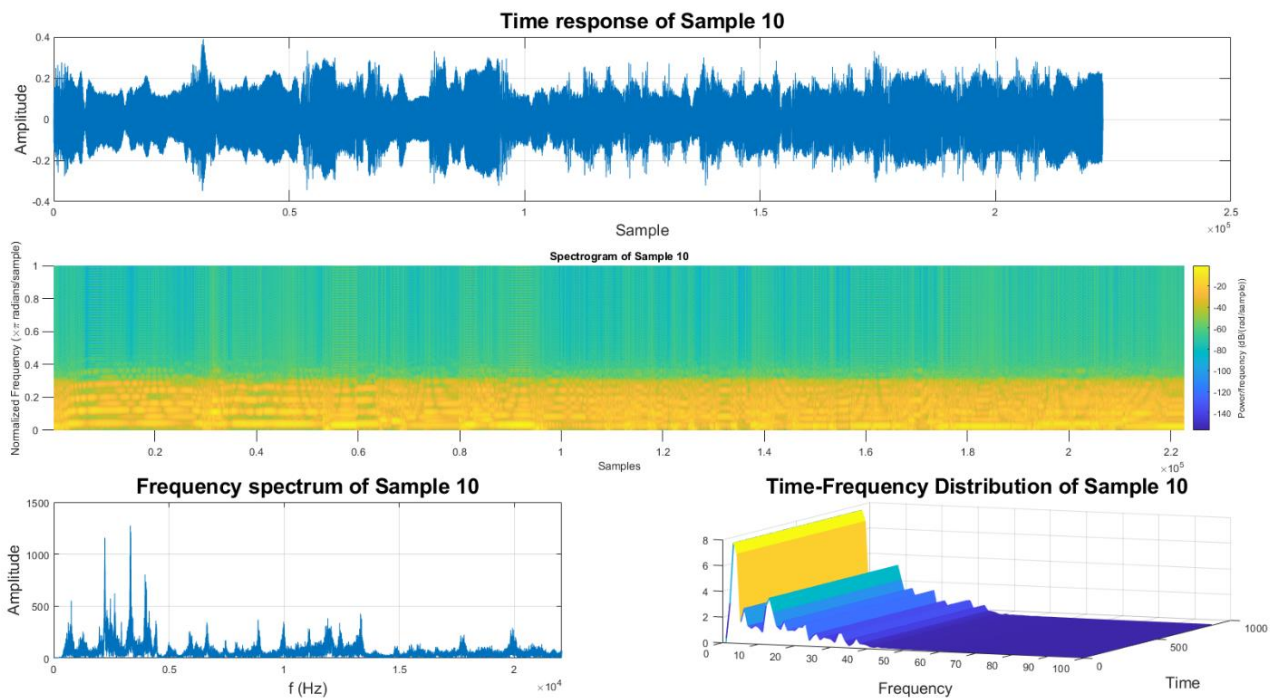 Time response of Sample 10
0.4
0.2
0
-0.2
-0.4
Amplitude
0 0.5 1 1.5 2 2.5
×10⁵
Sample
Spectrogram of Sample 10
Normalized Frequency (×π radians/sample)
1
0.8
0.6
0.4
0.2
0
0.2 0.4 0.6 0.8 1 1.2 1.4 1.6 1.8 2 2.2
×10⁵
Samples
-20
-40
-60
-80
-100
-120
-140
Power/frequency (dB/(rad/sample))
Frequency spectrum of Sample 10
1500
1000
500
0
Amplitude
0 0.5 1 1.5 2
×10⁴
f (Hz)
Time-Frequency Distribution of Sample 10
8
6
4
2
0
0 10 20 30 40 50 60 70 80 90 100
Frequency
0 500 1000
Time